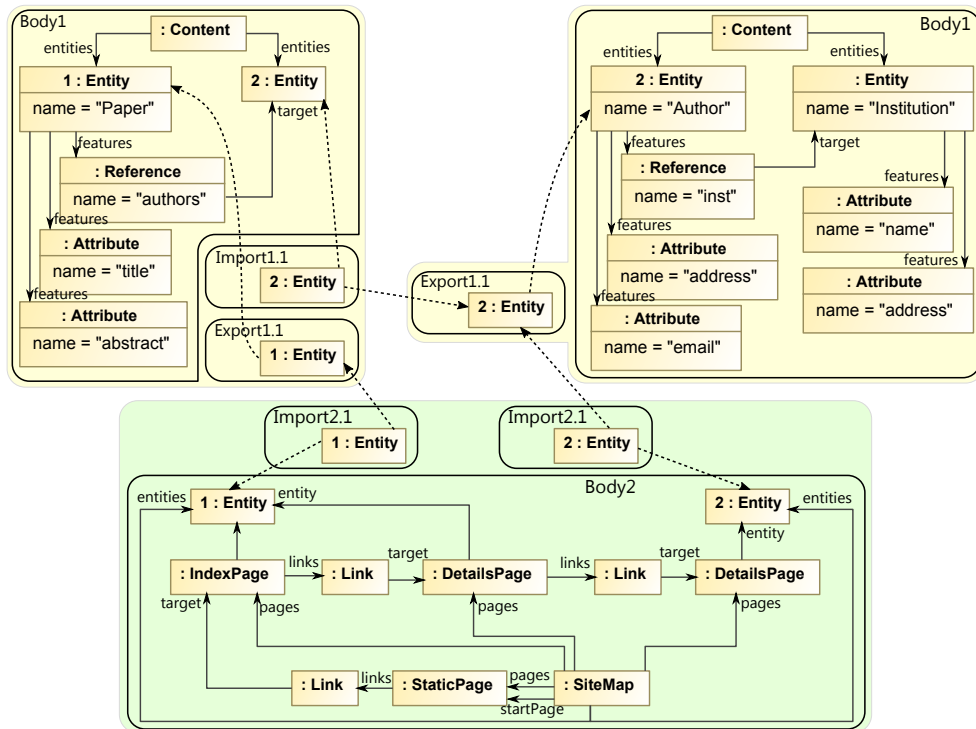 Body1
: Content
entities
entities
1 : Entity
name = "Paper"
2 : Entity
target
features
: Reference
name = "authors"
features
: Attribute
name = "title"
features
: Attribute
name = "abstract"
Import1.1
2 : Entity
Export1.1
1 : Entity
Body1
: Content
entities
entities
2 : Entity
name = "Author"
: Entity
name = "Institution"
features
target
: Reference
name = "inst"
features
: Attribute
name = "name"
features
: Attribute
name = "address"
features
: Attribute
name = "address"
features
: Attribute
name = "email"
Export1.1
2 : Entity
Import2.1
1 : Entity
Import2.1
2 : Entity
Body2
entities
1 : Entity
entity
2 : Entity
entities
entity
: IndexPage
links
: Link
target
: DetailsPage
links
: Link
target
: DetailsPage
target
pages
pages
pages
: Link
links
: StaticPage
pages
startPage
: SiteMap